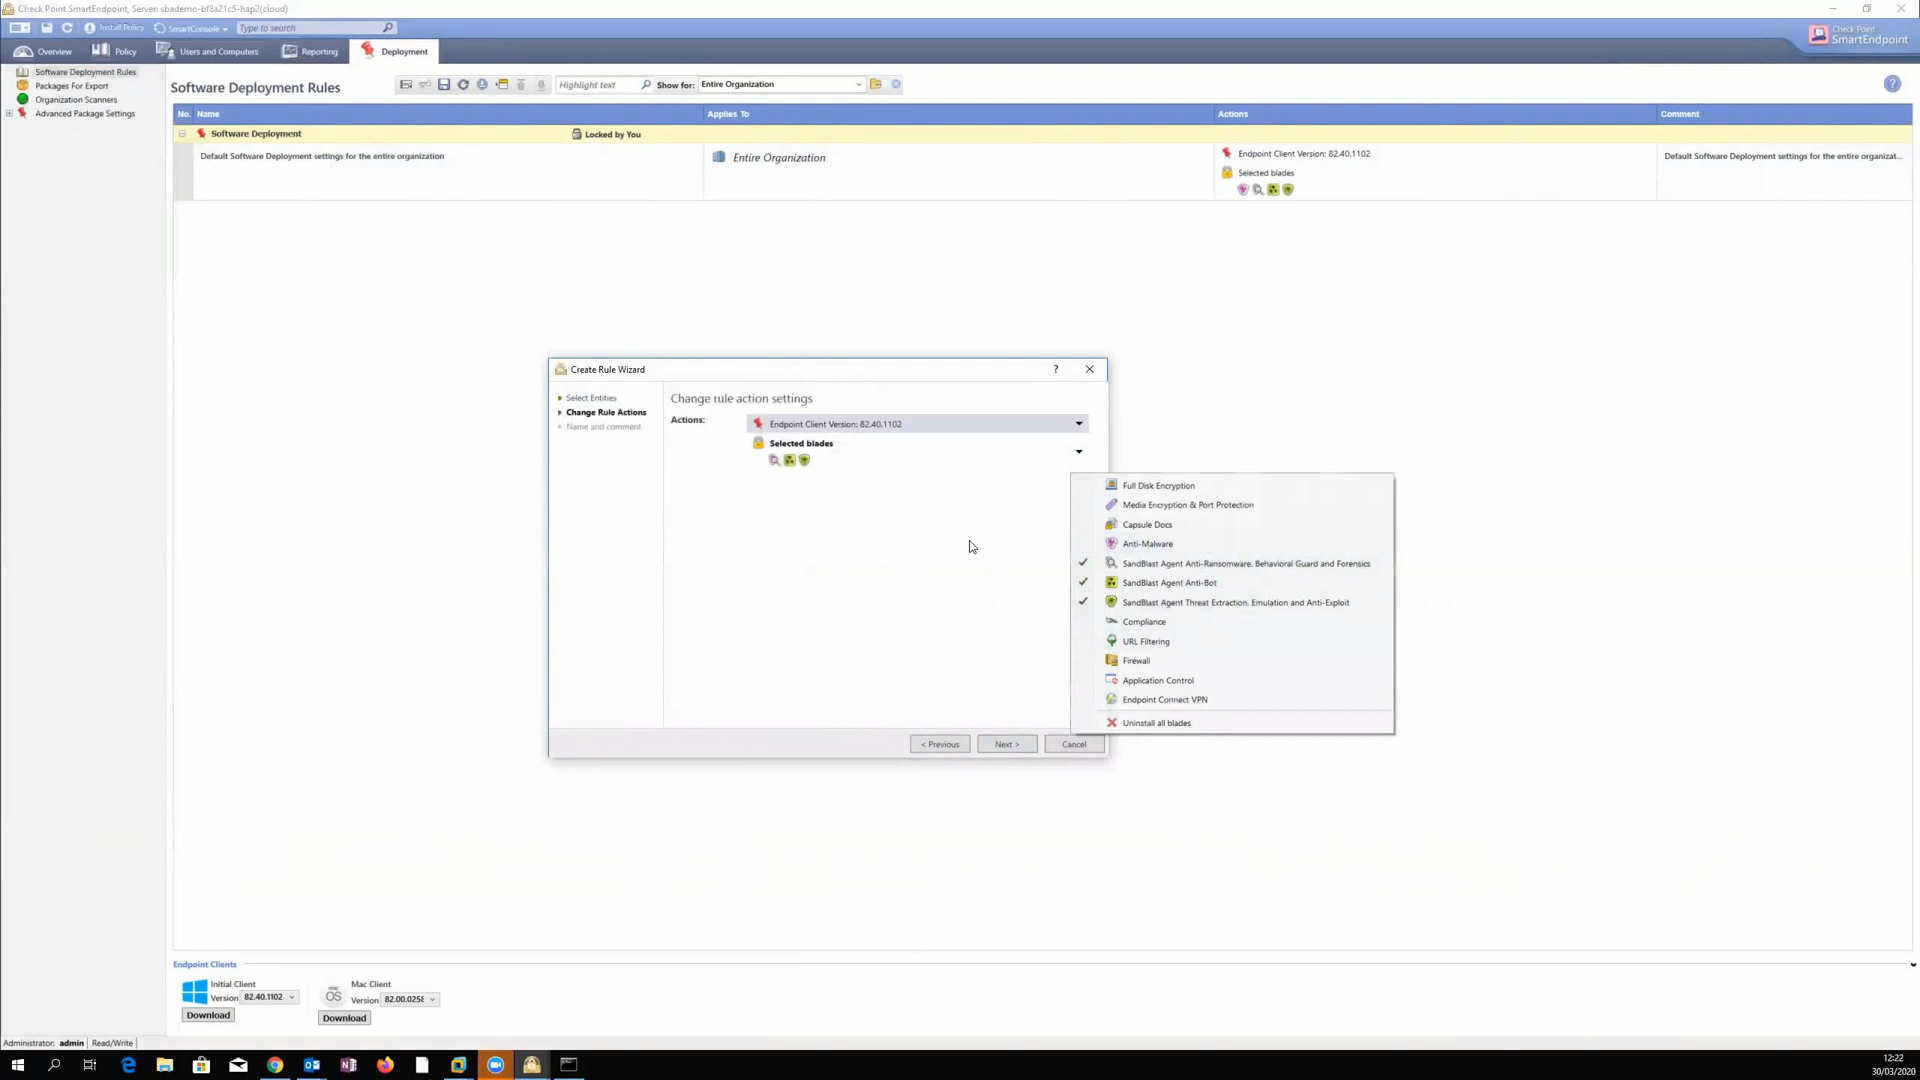 Check Point SmartEndpoint, Server: sbademo-bf8a21c5-hap2(cloud)
Install Policy
SmartConsole
Type to search
Check Point
SmartEndpoint
Overview
Policy
Users and Computers
Reporting
Deployment
Software Deployment Rules
Packages For Export
Organization Scanners
Advanced Package Settings
Software Deployment Rules
Highlight text
Show for:
Entire Organization
No.
Name
Applies To
Actions
Comment
Software Deployment
Locked by You
Default Software Deployment settings for the entire organization
Entire Organization
Endpoint Client Version: 82.40.1102
Selected blades
Default Software Deployment settings for the entire organizat...
Create Rule Wizard
?
Select Entities
Change Rule Actions
Name and comment
Change rule action settings
Actions:
Endpoint Client Version: 82.40.1102
Selected blades
Full Disk Encryption
Media Encryption & Port Protection
Capsule Docs
Anti-Malware
SandBlast Agent Anti-Ransomware, Behavioral Guard and Forensics
SandBlast Agent Anti-Bot
SandBlast Agent Threat Extraction, Emulation and Anti-Exploit
Compliance
URL Filtering
Firewall
Application Control
Endpoint Connect VPN
Uninstall all blades
< Previous
Next >
Cancel
Endpoint Clients
Initial Client
Version 82.40.1102
Download
mac
OS
Mac Client
Version 82.00.0258
Download
Administrator: admin
Read/Write
12:22
30/03/2020